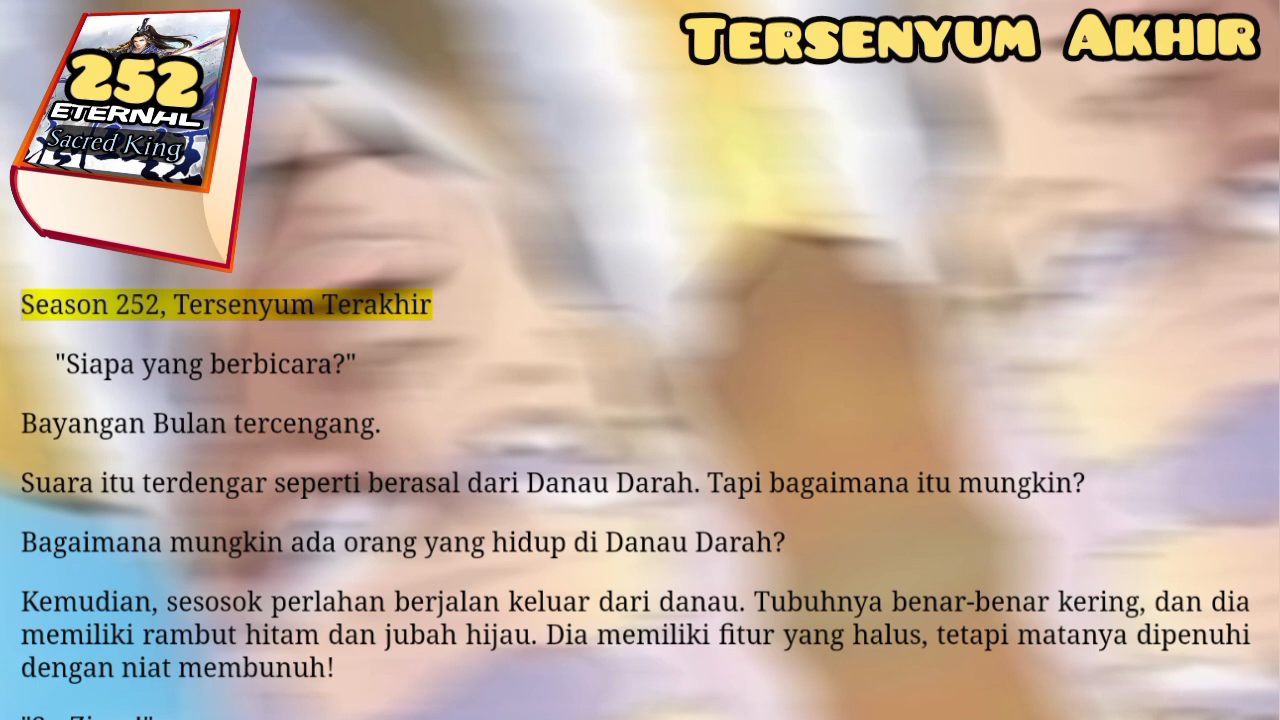 Tersenyum Akhir
252
ETERNAL
Sacred King
Season 252, Tersenyum Terakhir
"Siapa yang berbicara?"
Bayangan Bulan tercengang.
Suara itu terdengar seperti berasal dari Danau Darah. Tapi bagaimana itu mungkin?
Bagaimana mungkin ada orang yang hidup di Danau Darah?
Kemudian, sesosok perlahan berjalan keluar dari danau. Tubuhnya benar-benar kering, dan dia
memiliki rambut hitam dan jubah hijau. Dia memiliki fitur yang halus, tetapi matanya dipenuhi
dengan niat membunuh!